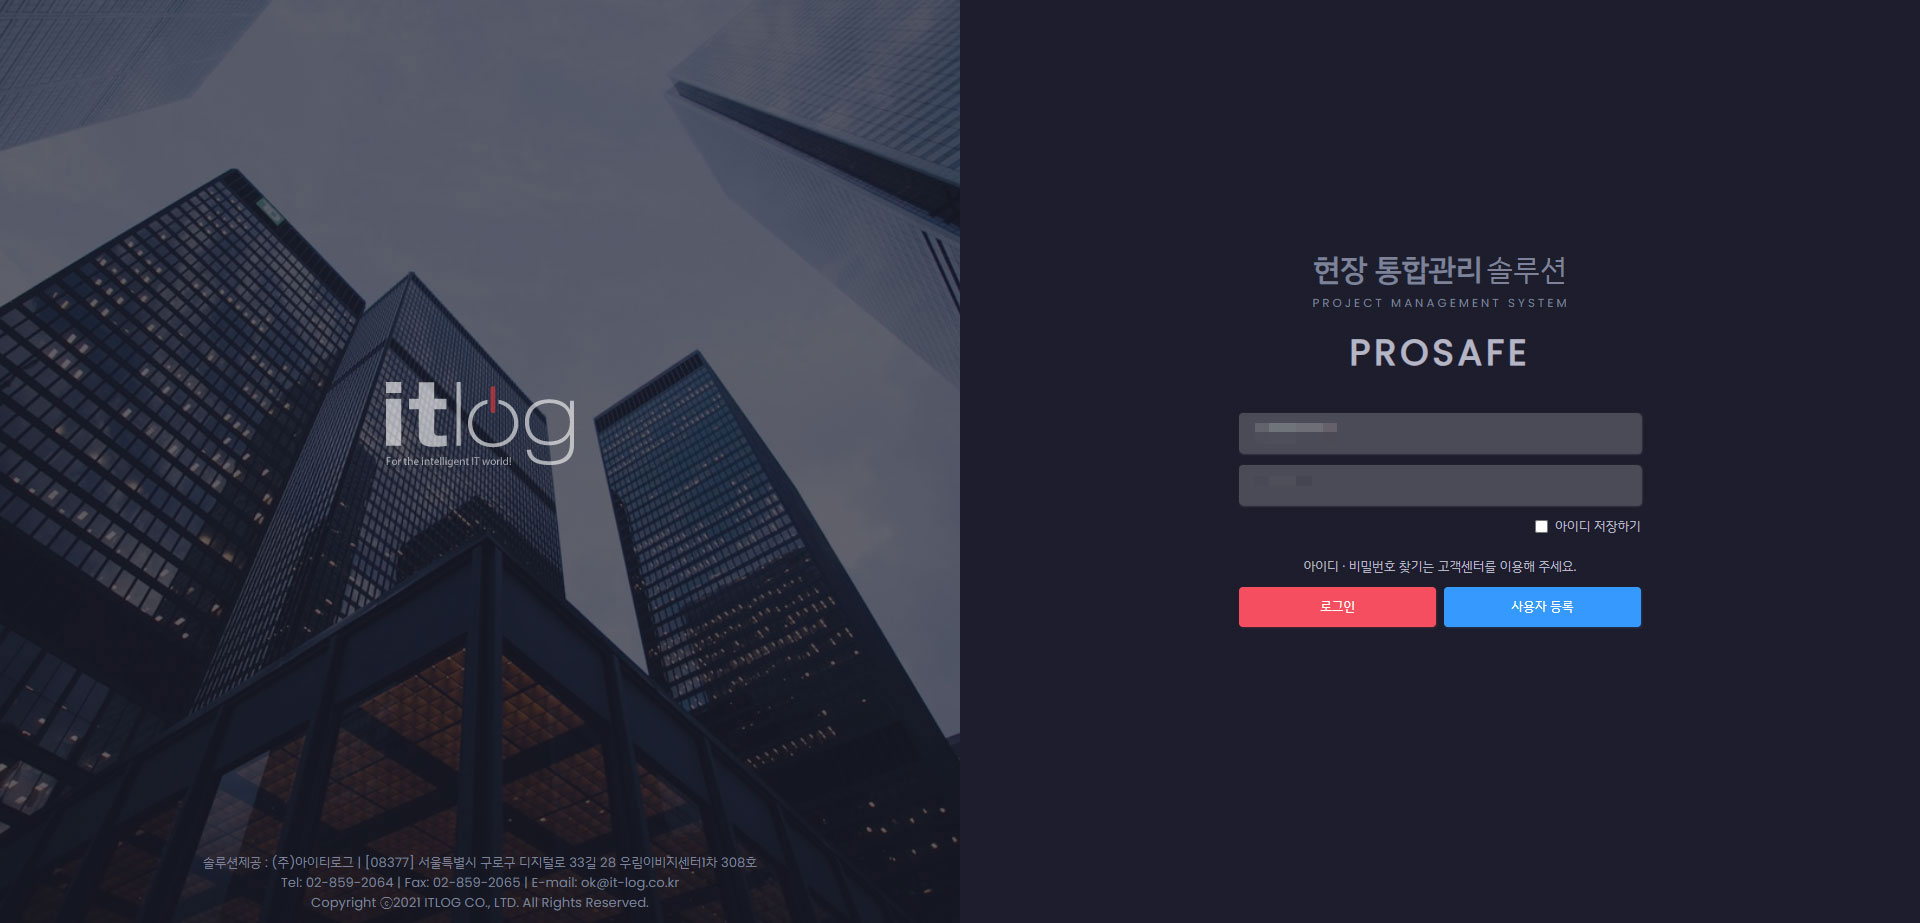 itlog
For the intelligent IT world!
솔루션제공 : (주)아이티로그 | [08377] 서울특별시 구로구 디지털로 33길 28 우림이비지센터1차 308호
Tel: 02-859-2064 | Fax: 02-859-2065 | E-mail: ok@it-log.co.kr
Copyright ⓒ2021 ITLOG CO., LTD. All Rights Reserved.
현장 통합관리 솔루션
PROJECT MANAGEMENT SYSTEM
PROSAFE
아이디 저장하기
아이디 · 비밀번호 찾기는 고객센터를 이용해 주세요.
로그인 사용자 등록